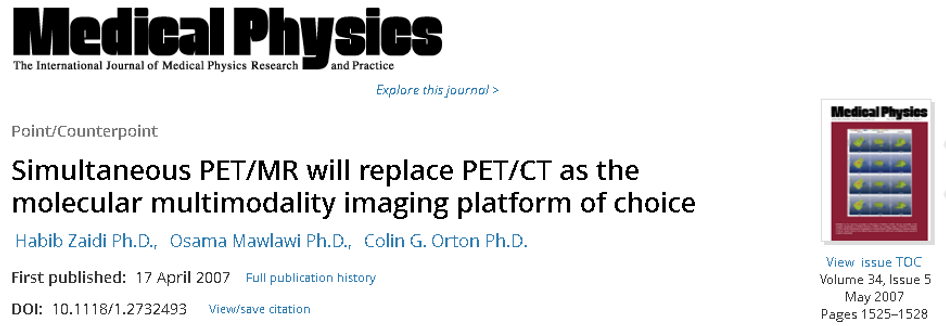 Medical Physics
The International Journal of Medical Physics Research and Practice
Explore this journal >
Point/Counterpoint
Simultaneous PET/MR will replace PET/CT as the
molecular multimodality imaging platform of choice
Habib Zaidi Ph.D., Osama Mawlawi Ph.D., Colin G. Orton Ph.D.
First published: 17 April 2007 Full publication history
DOI: 10.1118/1.2732493 View/save citation
Medical Physics
View issue TOC
Volume 34, Issue 5
May 2007
Pages 1525–1528